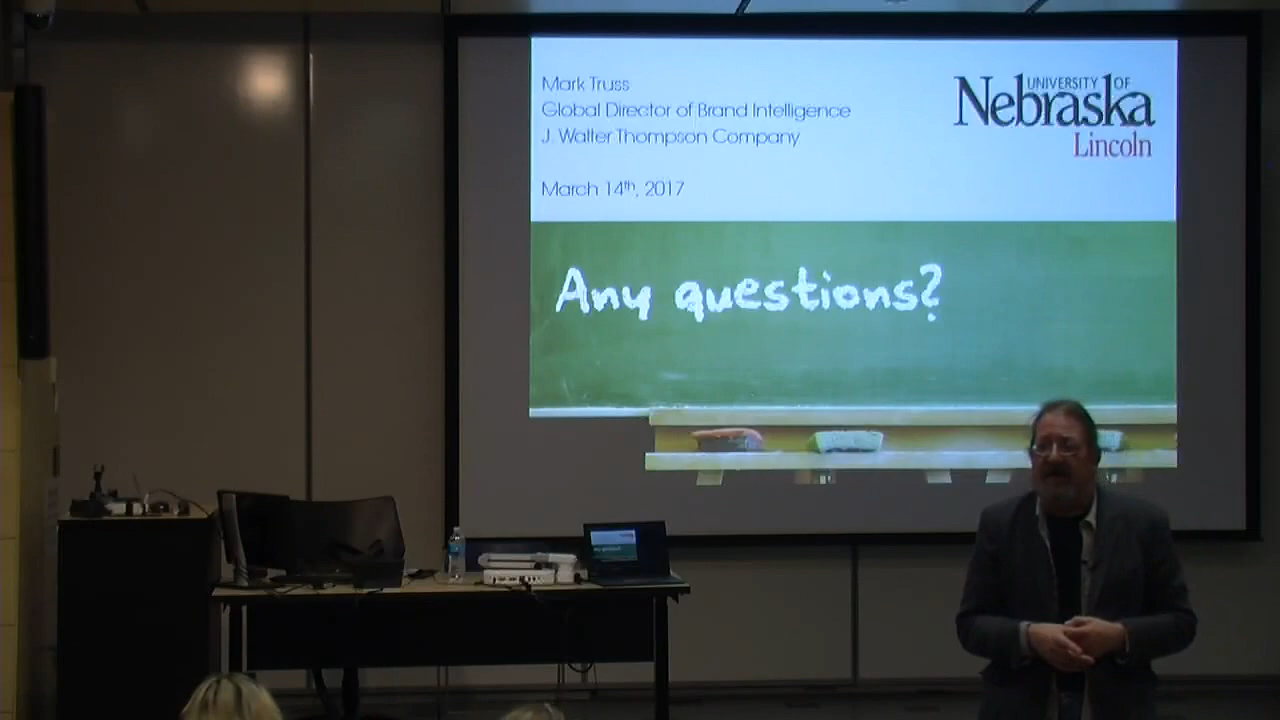 Mark Truss
Global Director of Brand Intelligence
J. Walter Thompson Company
March 14th, 2017
UNIVERSITY OF
Nebraska
Lincoln
Any questions?